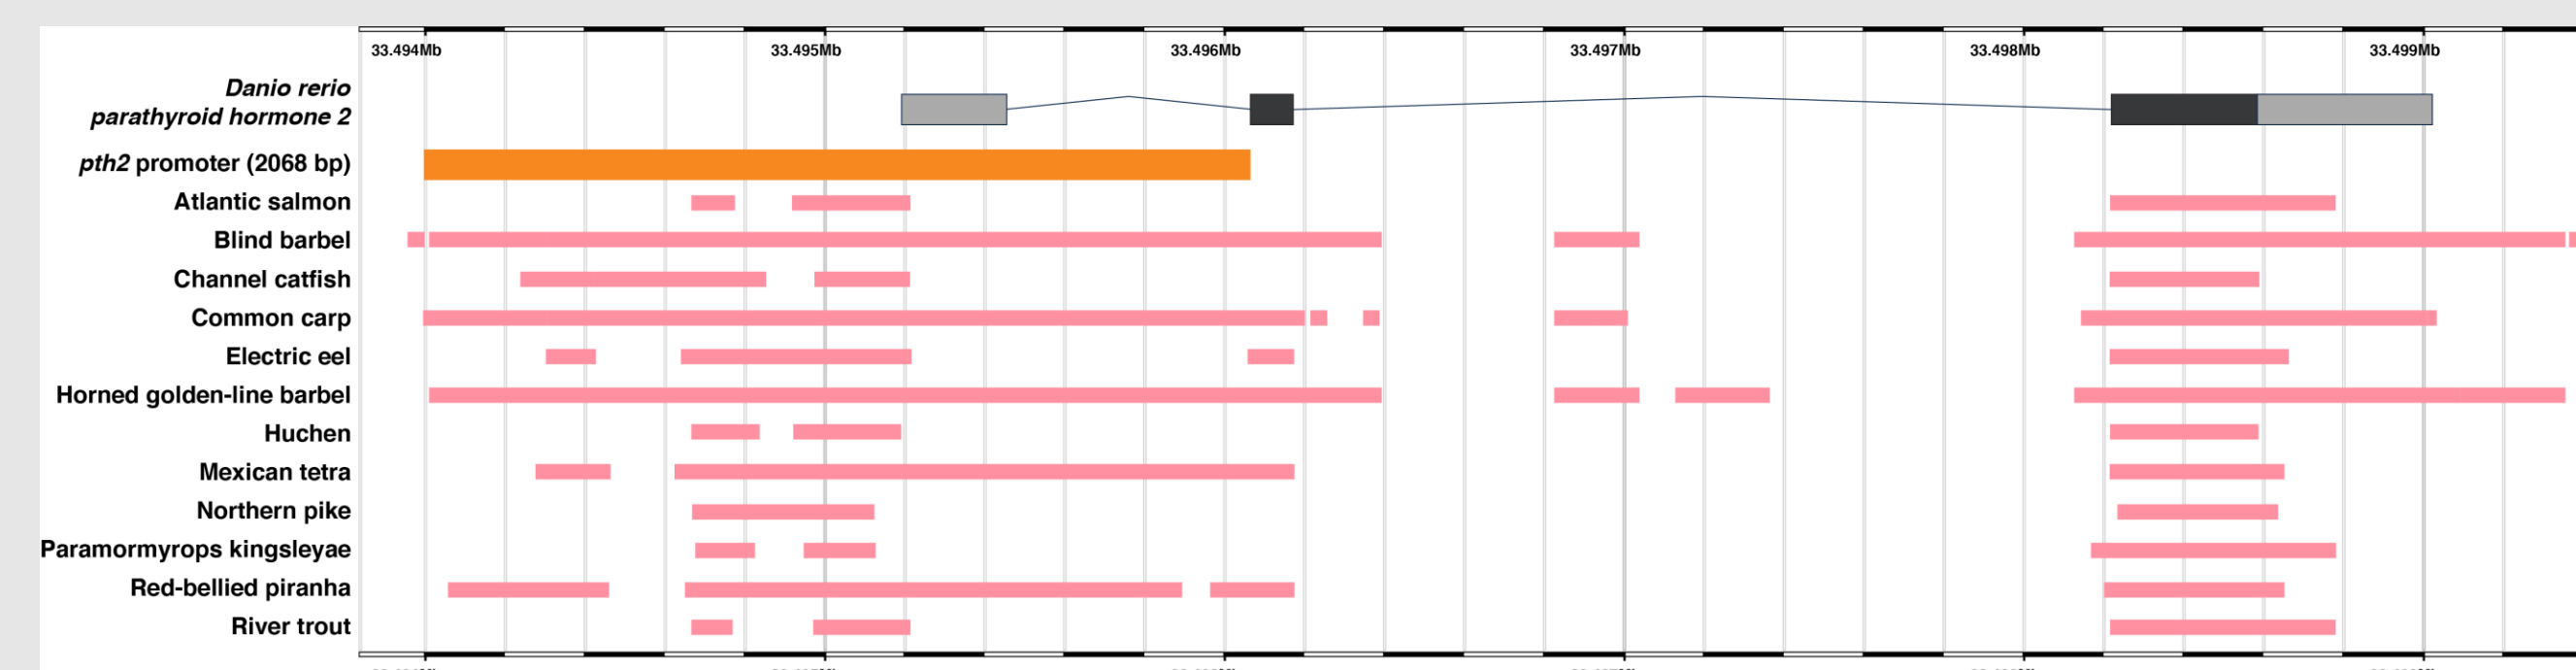 33.494Mb 33.495Mb 33.496Mb 33.497Mb 33.498Mb 33.499Mb
Danio rerio
parathyroid hormone 2
pth2 promoter (2068 bp)
Atlantic salmon
Blind barbel
Channel catfish
Common carp
Electric eel
Horned golden-line barbel
Huchen
Mexican tetra
Northern pike
Paramormyrops kingsleyae
Red-bellied piranha
River trout